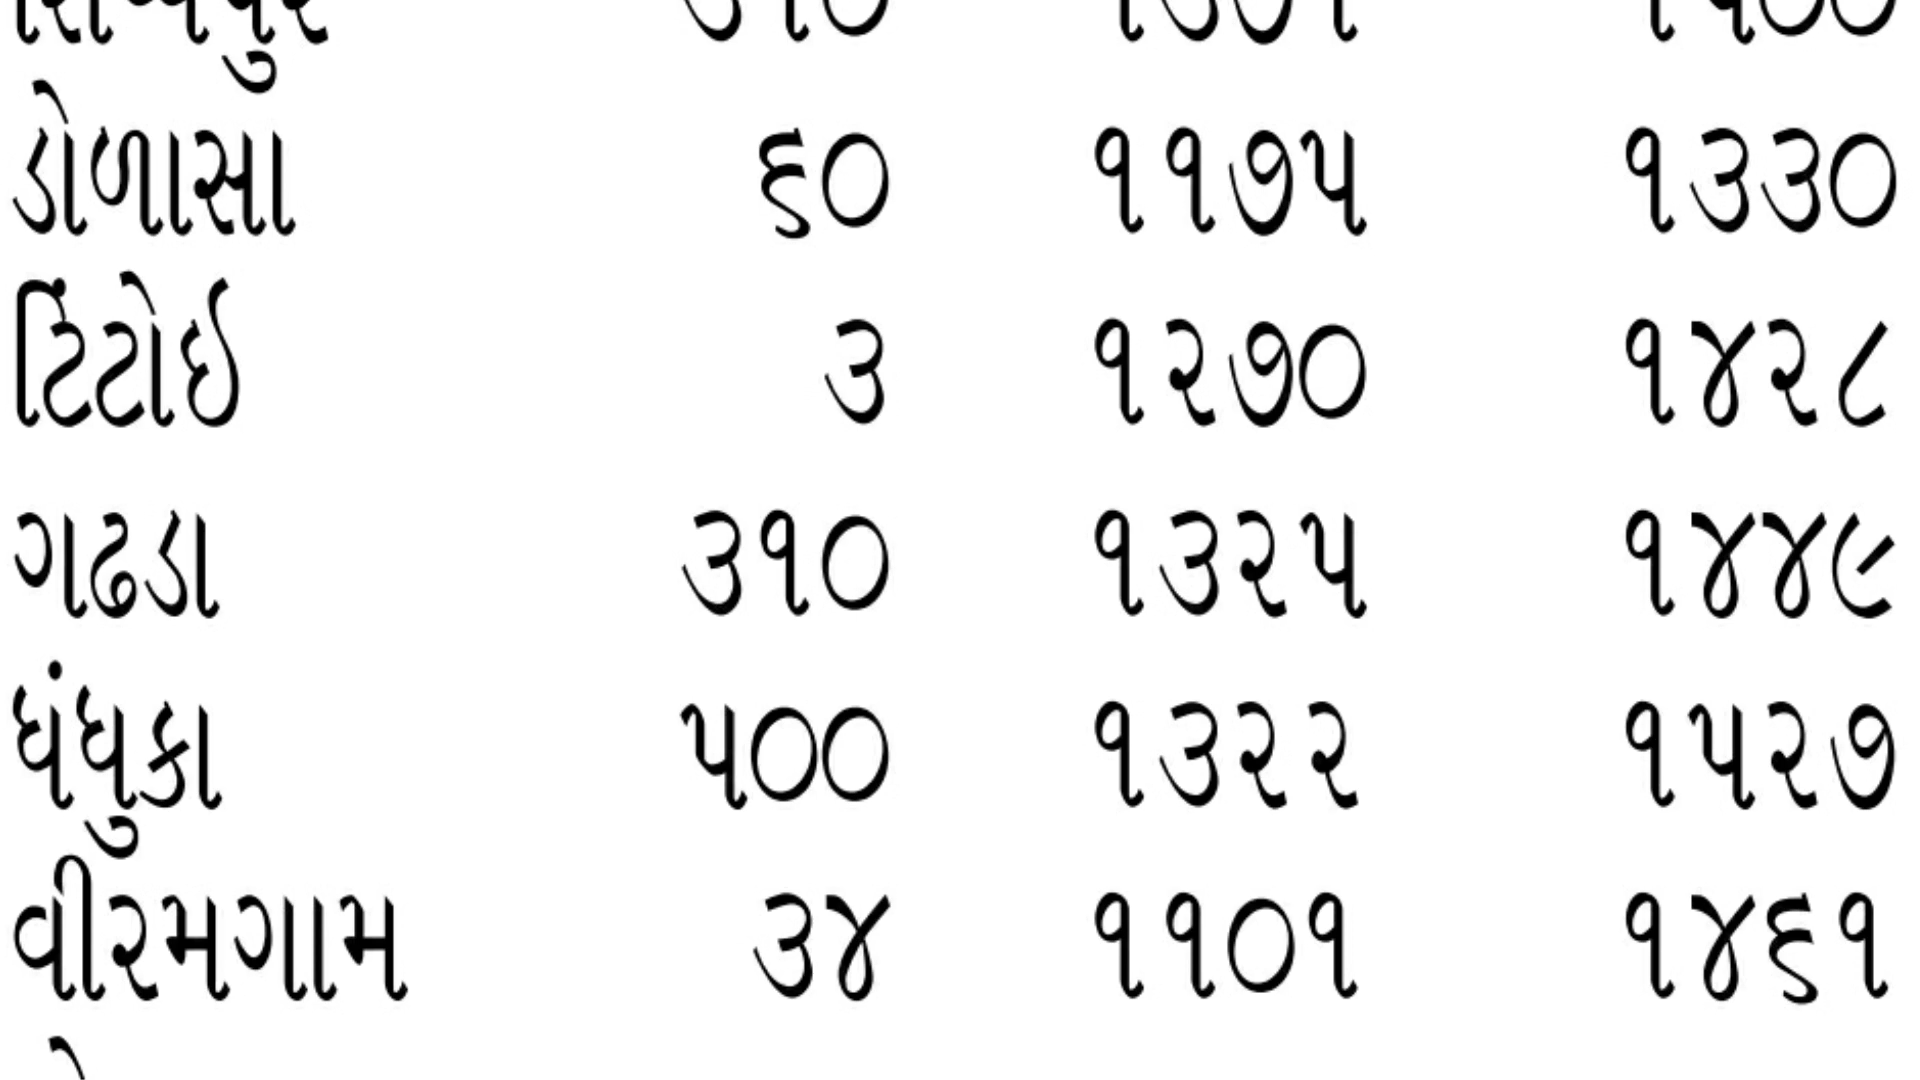 ડોળાસા ૬૦ ૧૧૭૫ ૧૩૩૦
ટિંટોઈ ૩ ૧૨૭૦ ૧૪૨૮
ગઢડા ૩૧૦ ૧૩૨૫ ૧૪૪૯
ધંધુકા ૫૦૦ ૧૩૨૨ ૧૫૨૭
વીરમગામ ૩૪ ૧૧૦૧ ૧૪૬૧